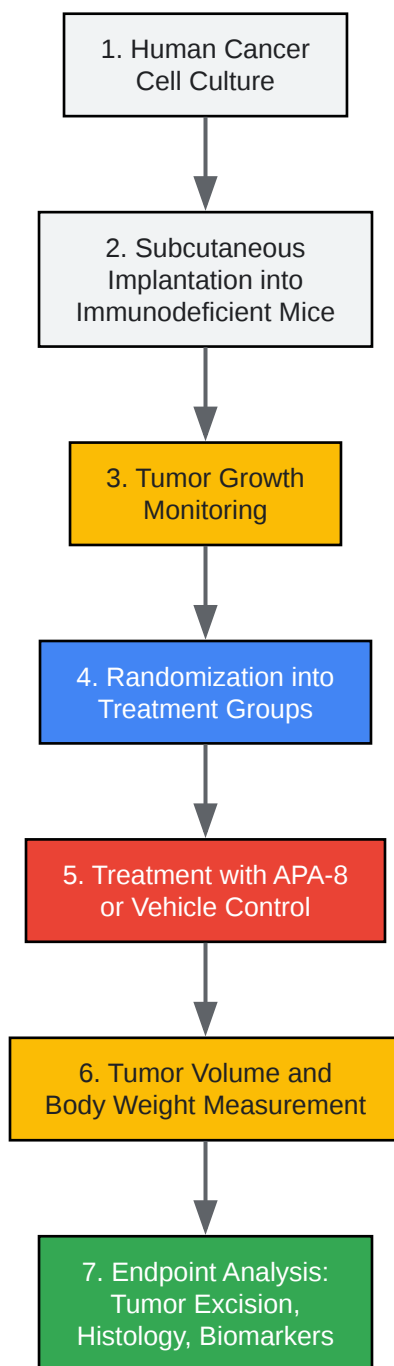 1. Human Cancer
Cell Culture
2. Subcutaneous
Implantation into
Immunodeficient Mice
3. Tumor Growth
Monitoring
4. Randomization into
Treatment Groups
5. Treatment with APA-8
or Vehicle Control
6. Tumor Volume and
Body Weight Measurement
7. Endpoint Analysis:
Tumor Excision,
Histology, Biomarkers